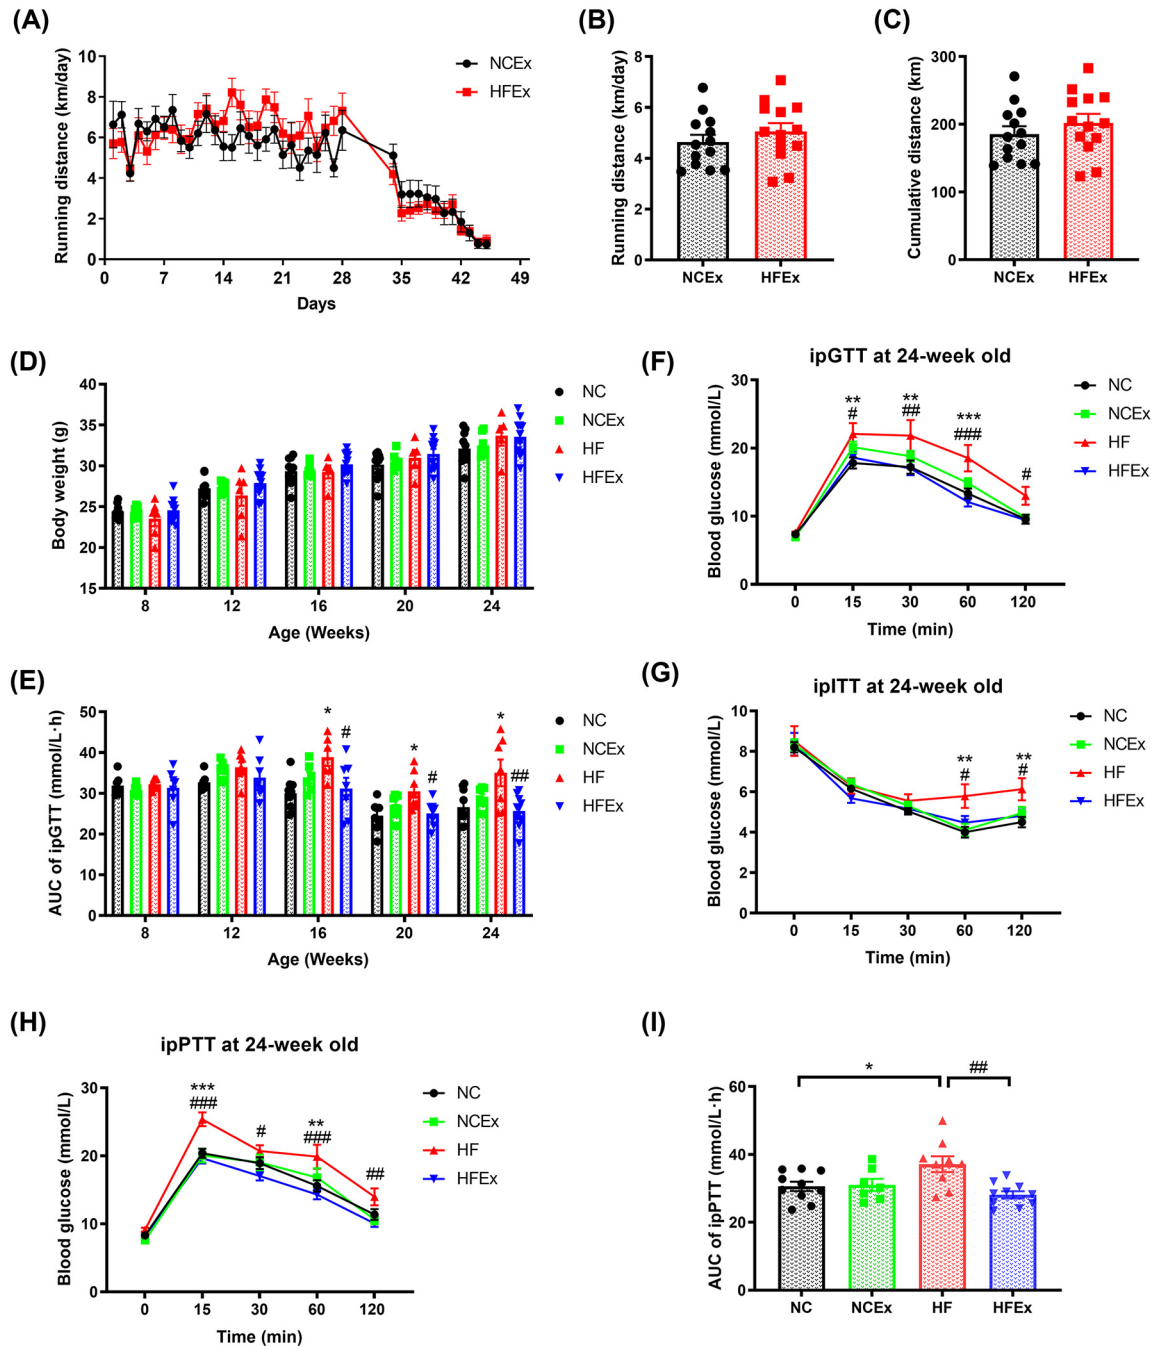 (A)
Running distance (km/day)
10
8
6
4
2
0
0 7 14 21 28 35 42 49
Days
NCEx
HFEx
(B)
Running distance (km/day)
8
6
4
2
0
NCEx HFEx
(C)
Cumulative distance (km)
300
200
100
0
NCEx HFEx
(D)
Body weight (g)
40
35
30
25
20
15
8 12 16 20 24
Age (Weeks)
NC
NCEx
HF
HFEx
(E)
AUC of ipGTT (mmol/L·h)
50
40
30
20
10
0
* # * # * ##
8 12 16 20 24
Age (Weeks)
NC
NCEx
HF
HFEx
(F)
ipGTT at 24-week old
Blood glucose (mmol/L)
30
20
10
0
** ** ***
# ## ### #
0 15 30 60 120
Time (min)
NC
NCEx
HF
HFEx
(G)
ipITT at 24-week old
Blood glucose (mmol/L)
10
8
6
4
2
0
** **
# #
0 15 30 60 120
Time (min)
NC
NCEx
HF
HFEx
(H)
ipPTT at 24-week old
Blood glucose (mmol/L)
30
20
10
0
*** **
### # ### ##
0 15 30 60 120
Time (min)
NC
NCEx
HF
HFEx
(I)
AUC of ipPTT (mmol/L·h)
60
40
20
0
* ##
NC NCEx HF HFEx